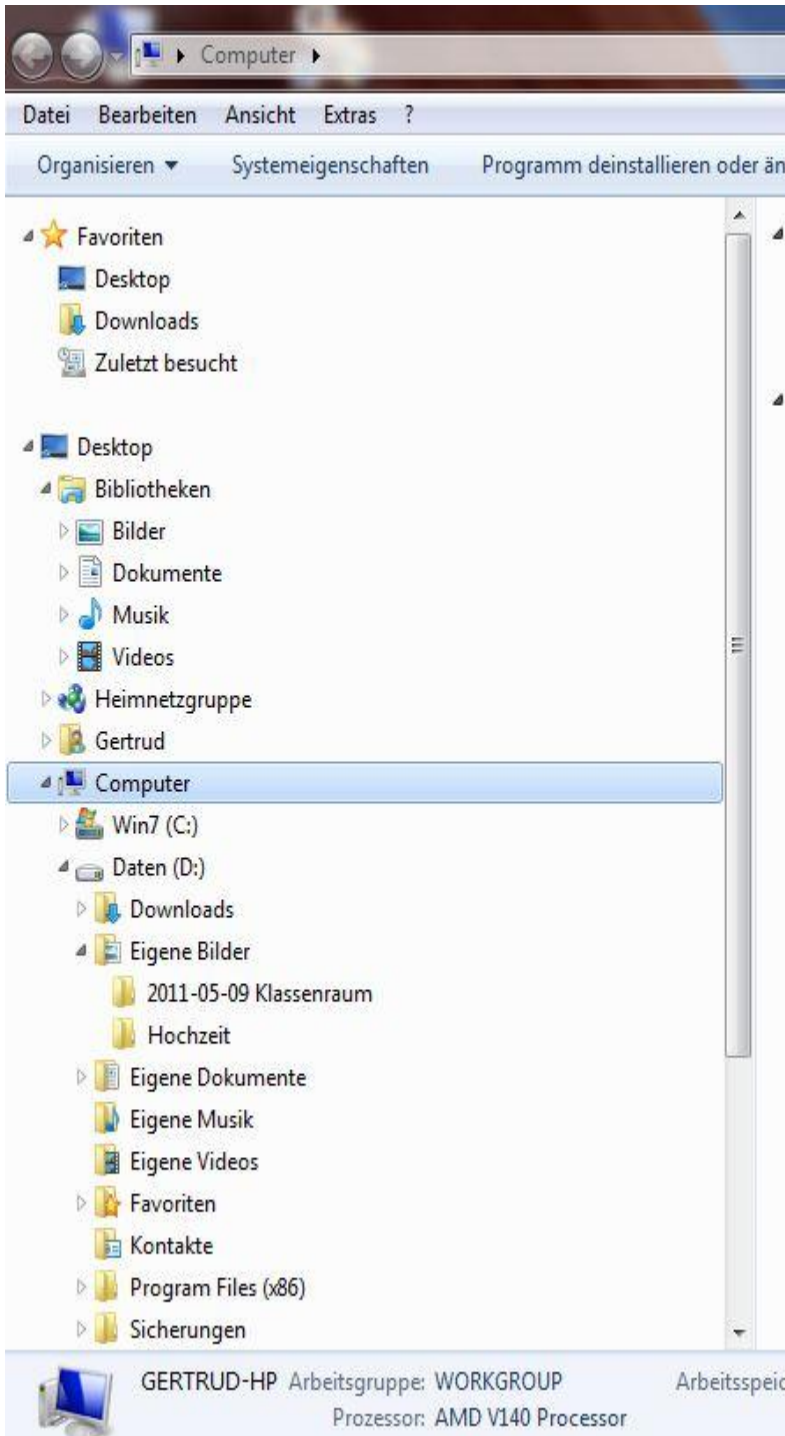 Computer
Datei Bearbeiten Ansicht Extras ?
Organisieren Systemeigenschaften Programm deinstallieren oder än
Favoriten
Desktop
Downloads
Zuletzt besucht
Desktop
Bibliotheken
Bilder
Dokumente
Musik
Videos
Heimnetzgruppe
Gertrud
Computer
Win7 (C:)
Daten (D:)
Downloads
Eigene Bilder
2011-05-09 Klassenraum
Hochzeit
Eigene Dokumente
Eigene Musik
Eigene Videos
Favoriten
Kontakte
Program Files (x86)
Sicherungen
GERTRUD-HP Arbeitsgruppe: WORKGROUP Arbeitsspeic
Prozessor: AMD V140 Processor